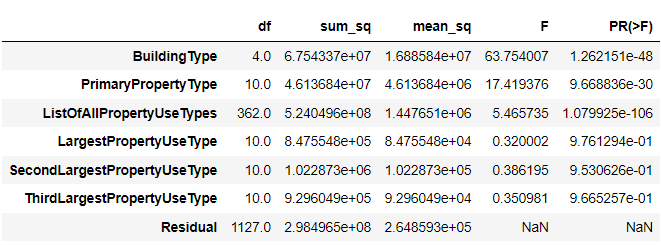 df sum_sq mean_sq F PR(>F)
BuildingType 4.0 6.754337e+07 1.688584e+07 63.754007 1.262151e-48
PrimaryPropertyType 10.0 4.613684e+07 4.613684e+06 17.419376 9.668836e-30
ListOfAllPropertyUseTypes 362.0 5.240496e+08 1.447651e+06 5.465735 1.079925e-106
LargestPropertyUseType 10.0 8.475548e+05 8.475548e+04 0.320002 9.761294e-01
SecondLargestPropertyUseType 10.0 1.022873e+06 1.022873e+05 0.386195 9.530626e-01
ThirdLargestPropertyUseType 10.0 9.296049e+05 9.296049e+04 0.350981 9.665257e-01
Residual 1127.0 2.984965e+08 2.648593e+05 NaN NaN